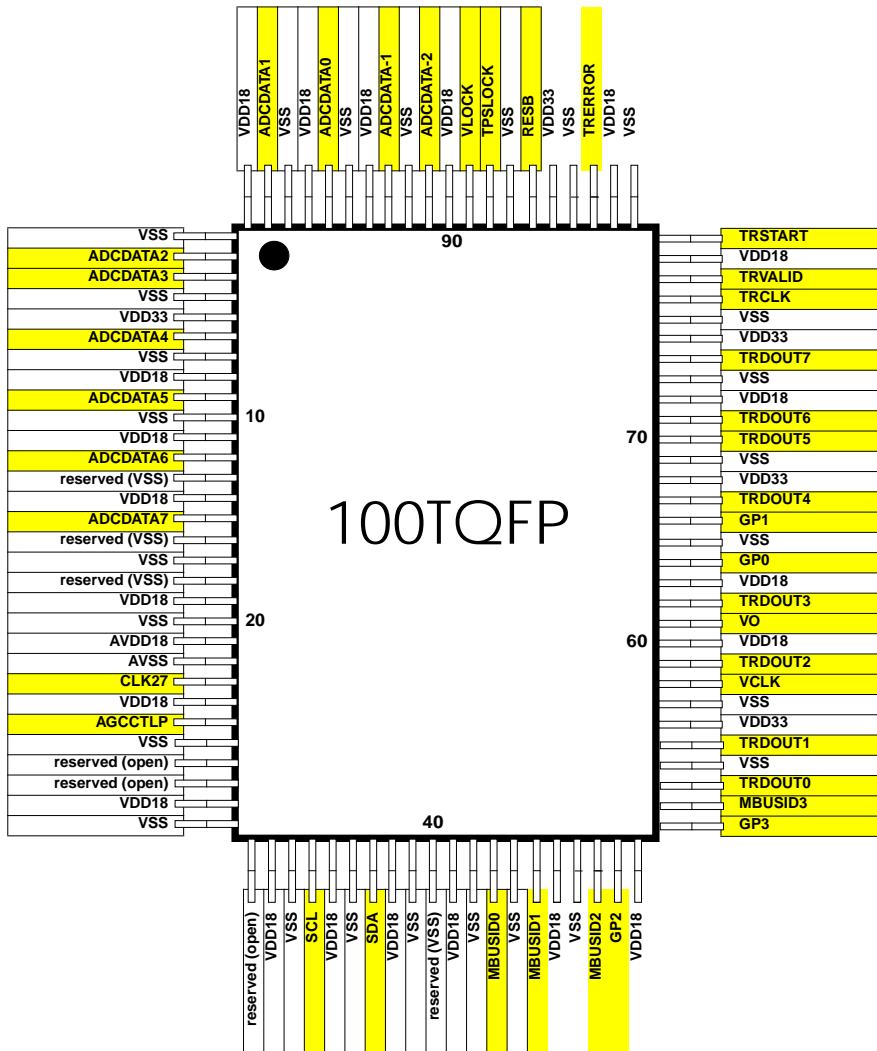 VDD18
ADCDATA1
VSS
VDD18
ADCDATA0
VSS
VDD18
ADCDATA-1
VSS
ADCDATA-2
VDD18
VLOCK
TPSLOCK
VSS
RESB
VDD33
VSS
TRERROR
VDD18
VSS
VSS
ADCDATA2
ADCDATA3
VSS
VDD33
ADCDATA4
VSS
VDD18
ADCDATA5
VSS
VDD18
ADCDATA6
reserved (VSS)
VDD18
ADCDATA7
reserved (VSS)
VSS
reserved (VSS)
VDD18
VSS
AVDD18
AVSS
CLK27
VDD18
AGCCTLP
VSS
reserved (open)
reserved (open)
VDD18
VSS
90
10
70
100TQFP
20
60
40
TRSTART
VDD18
TRVALID
TRCLK
VSS
VDD33
TRDOUT7
VSS
VDD18
TRDOUT6
TRDOUT5
VSS
VDD33
TRDOUT4
GP1
VSS
GP0
VDD18
TRDOUT3
VO
VDD18
TRDOUT2
VCLK
VSS
VDD33
TRDOUT1
VSS
TRDOUT0
MBUSID3
GP3
reserved (open)
VDD18
VSS
SCL
VDD18
VSS
SDA
VDD18
VSS
reserved (VSS)
VDD18
VSS
MBUSID0
VSS
MBUSID1
VDD18
VSS
MBUSID2
GP2
VDD18